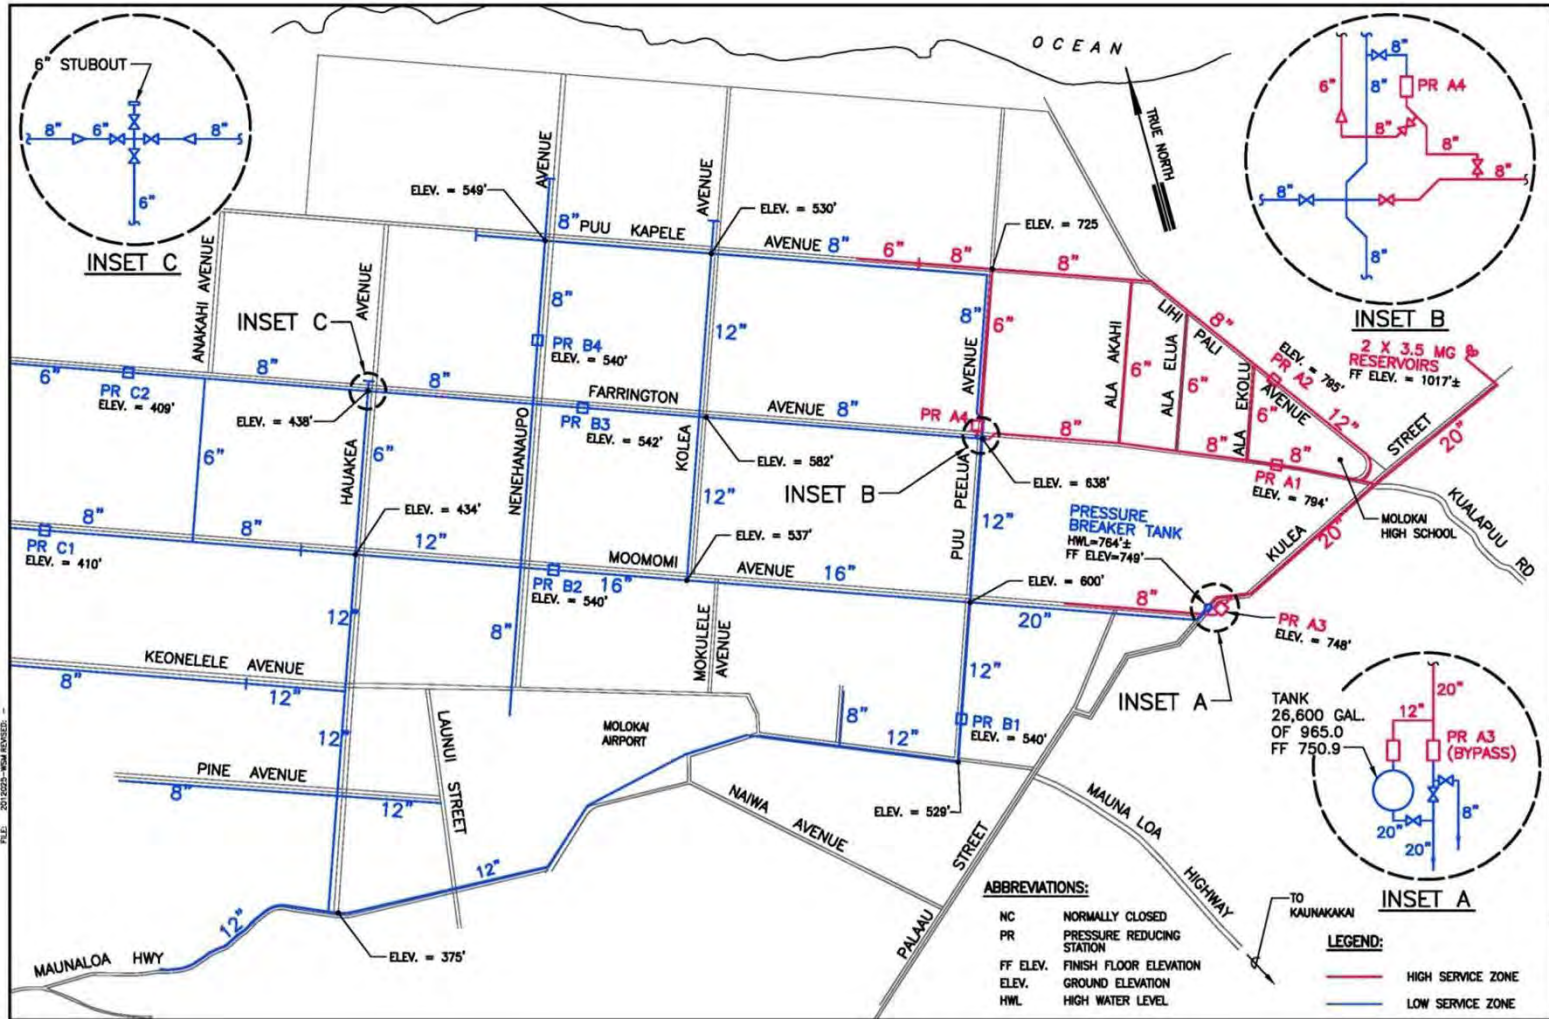 OCEAN
TRUE NORTH
6" STUBOUT
8"
6"
8"
6"
INSET C
8"
6"
8"
PR A4
8"
8"
8"
8"
8"
INSET B
2 X 3.5 MG
RESERVOIRS
FF ELEV. = 1017'±
ELEV. = 549'
AVENUE
AVENUE
ELEV. = 530'
ELEV. = 725
8"
PUU KAPELE AVENUE
8"
6"
8"
8"
ANAKAHI AVENUE
AVENUE
INSET C
8"
12"
8"
6"
AVENUE
LIHI PALI AVENUE
8"
ELEV. = 795'
PR A2
12"
ALA AKAHI
6"
ALA ELUA
6"
ALA EKOLU
6"
PR B4
ELEV. = 540'
6"
PR C2
ELEV. = 409'
8"
8"
FARRINGTON AVENUE
8"
PR B3
ELEV. = 542'
PR A4
8"
8"
8"
PR A1
ELEV. = 794'
STREET
20"
ELEV. = 438'
HAUAKEA
6"
6"
NENEHANAUPO
KOLEA
ELEV. = 582'
INSET B
ELEV. = 638'
PUU PEELUA
12"
12"
PRESSURE
BREAKER TANK
HWL=764'±
FF ELEV=749'
KULEA
20"
MOLOKAI
HIGH SCHOOL
KUALAPUU RD
8"
PR C1
ELEV. = 410'
8"
ELEV. = 434'
12"
ELEV. = 537'
MOOMOMI AVENUE
PR B2
ELEV. = 540'
16"
16"
ELEV. = 600'
8"
20"
PR A3
ELEV. = 748'
INSET A
12"
8"
MOKULELE
AVENUE
12"
KEONELELE AVENUE
8"
12"
12"
LAUNUI STREET
MOLOKAI
AIRPORT
8"
12"
PR B1
ELEV. = 540'
PINE AVENUE
8"
12"
NAIWA AVENUE
ELEV. = 529'
PALAAU STREET
MAUNA LOA HIGHWAY
TO
KAUNAKAKAI
12"
12"
MAUNALOA HWY
ELEV. = 375'
TANK
26,600 GAL.
OF 965.0
FF 750.9
20"
12"
PR A3
(BYPASS)
20"
20"
8"
INSET A
ABBREVIATIONS:
NC NORMALLY CLOSED
PR PRESSURE REDUCING
STATION
FF ELEV. FINISH FLOOR ELEVATION
ELEV. GROUND ELEVATION
HWL HIGH WATER LEVEL
LEGEND:
HIGH SERVICE ZONE
LOW SERVICE ZONE